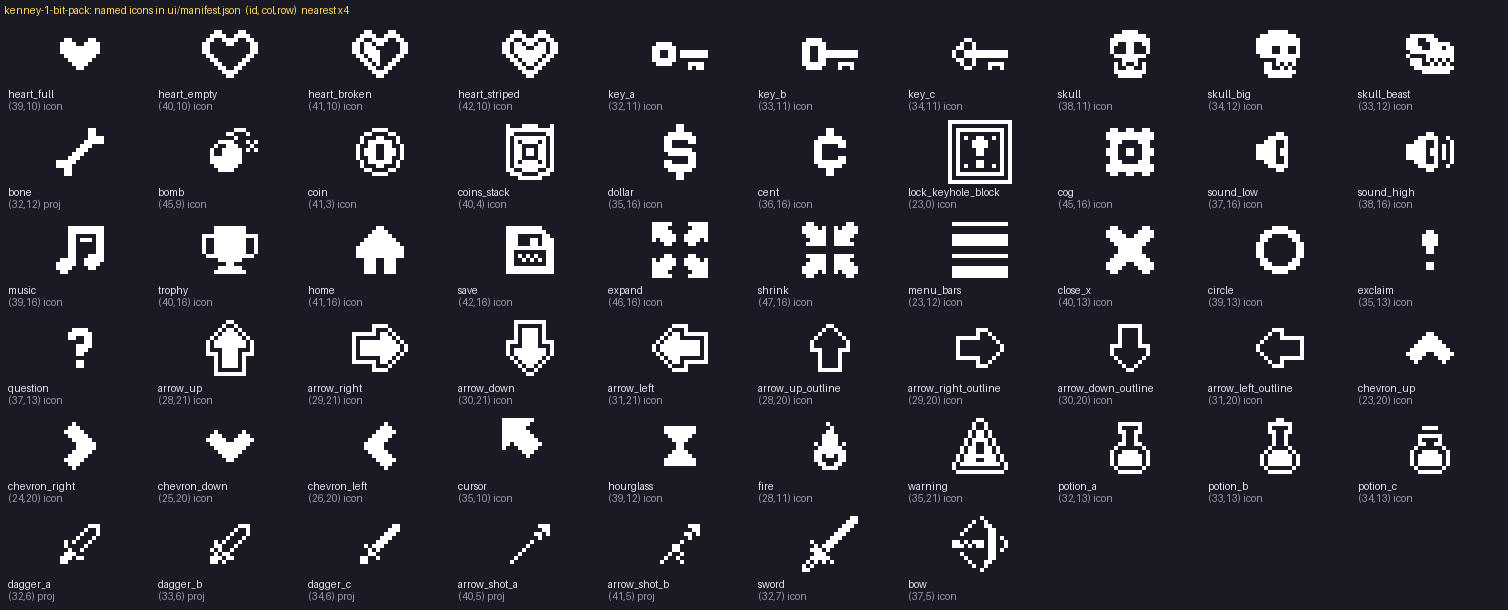 kenney-1-bit-pack: named icons in ui/manifest.json (id, col,row) nearest x4
heart_full heart_empty heart_broken heart_striped key_a key_b key_c skull skull_big skull_beast
(39,10) icon (40,10) icon (41,10) icon (42,10) icon (32,11) icon (33,11) icon (34,11) icon (38,11) icon (34,12) icon (33,12) icon
bone bomb coin coins_stack dollar cent lock_keyhole_block cog sound_low sound_high
(32,12) proj (45,9) icon (41,3) icon (40,4) icon (35,16) icon (36,16) icon (23,0) icon (45,16) icon (37,16) icon (38,16) icon
music trophy home save expand shrink menu_bars close_x circle exclaim
(39,16) icon (40,16) icon (41,16) icon (42,16) icon (46,16) icon (47,16) icon (23,12) icon (40,13) icon (39,13) icon (35,13) icon
question arrow_up arrow_right arrow_down arrow_left arrow_up_outline arrow_right_outline arrow_down_outline arrow_left_outline chevron_up
(37,13) icon (28,21) icon (29,21) icon (30,21) icon (31,21) icon (28,20) icon (29,20) icon (30,20) icon (31,20) icon (23,20) icon
chevron_right chevron_down chevron_left cursor hourglass fire warning potion_a potion_b potion_c
(24,20) icon (25,20) icon (26,20) icon (35,10) icon (39,12) icon (28,11) icon (35,21) icon (32,13) icon (33,13) icon (34,13) icon
dagger_a dagger_b dagger_c arrow_shot_a arrow_shot_b sword bow
(32,6) proj (33,6) proj (34,6) proj (40,5) proj (41,5) proj (32,7) icon (37,5) icon